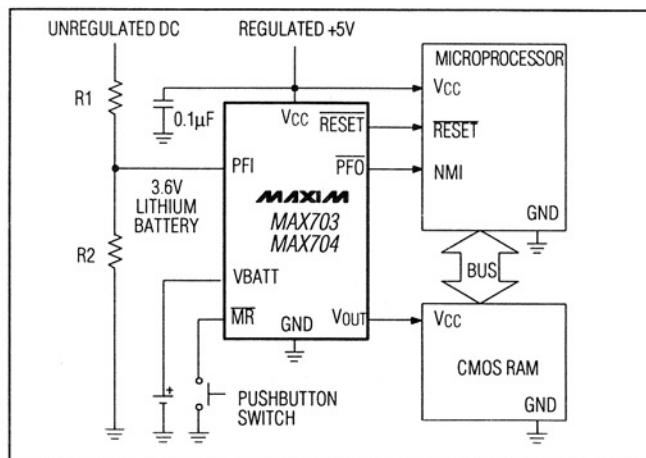 UNREGULATED DC
REGULATED +5V
MICROPROCESSOR
R1
0.1µF
VCC
RESET
VCC
RESET
PFI
PFO
NMI
3.6V
LITHIUM
BATTERY
MAXIM
MAX703
MAX704
GND
R2
BUS
VBATT
MR
GND
VOUT
VCC
CMOS RAM
+
PUSHBUTTON
SWITCH
GND